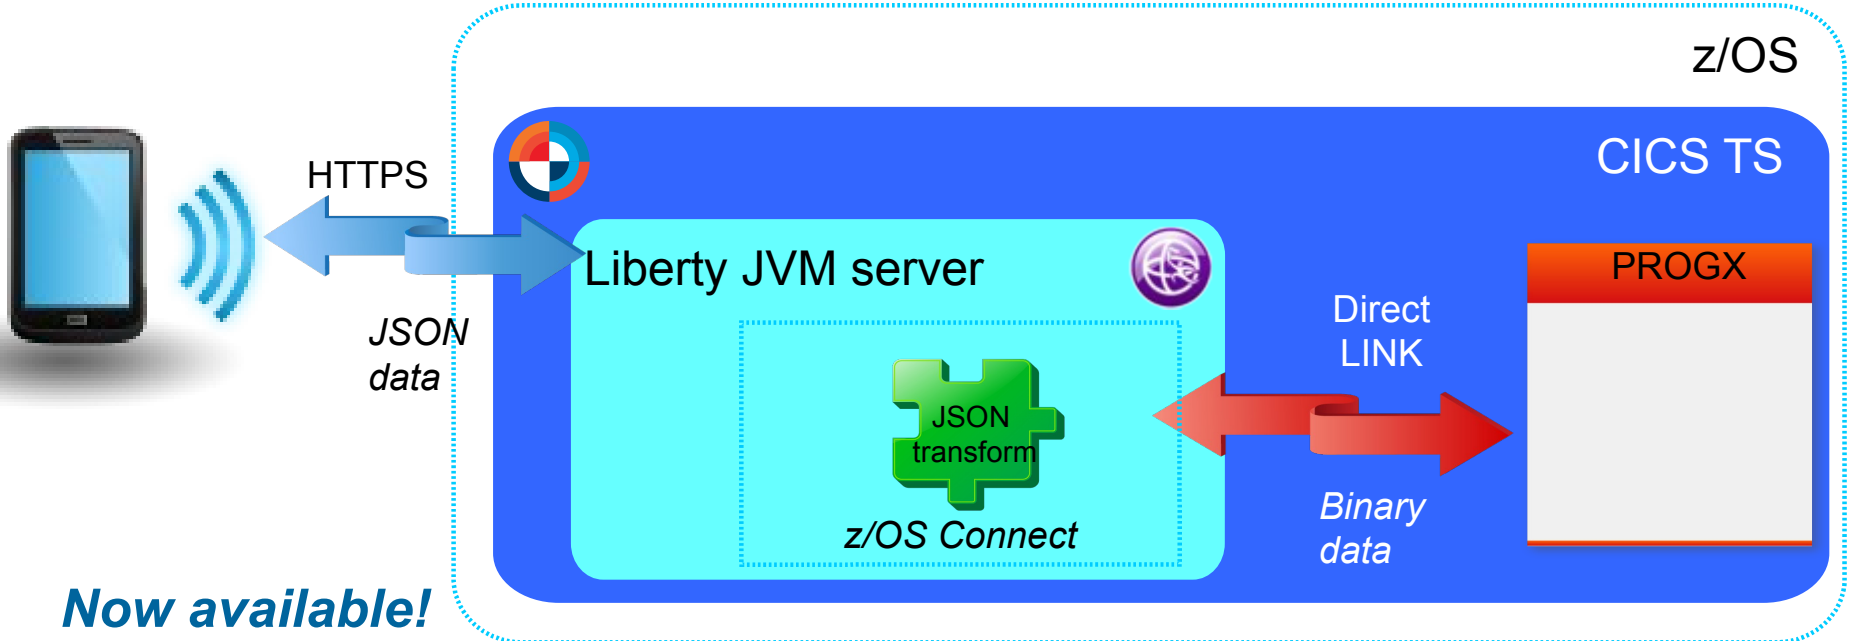 z/OS
CICS TS
HTTPS
JSON
data
Liberty JVM server
JSON
transform
z/OS Connect
Direct
LINK
Binary
data
PROGX
Now available!